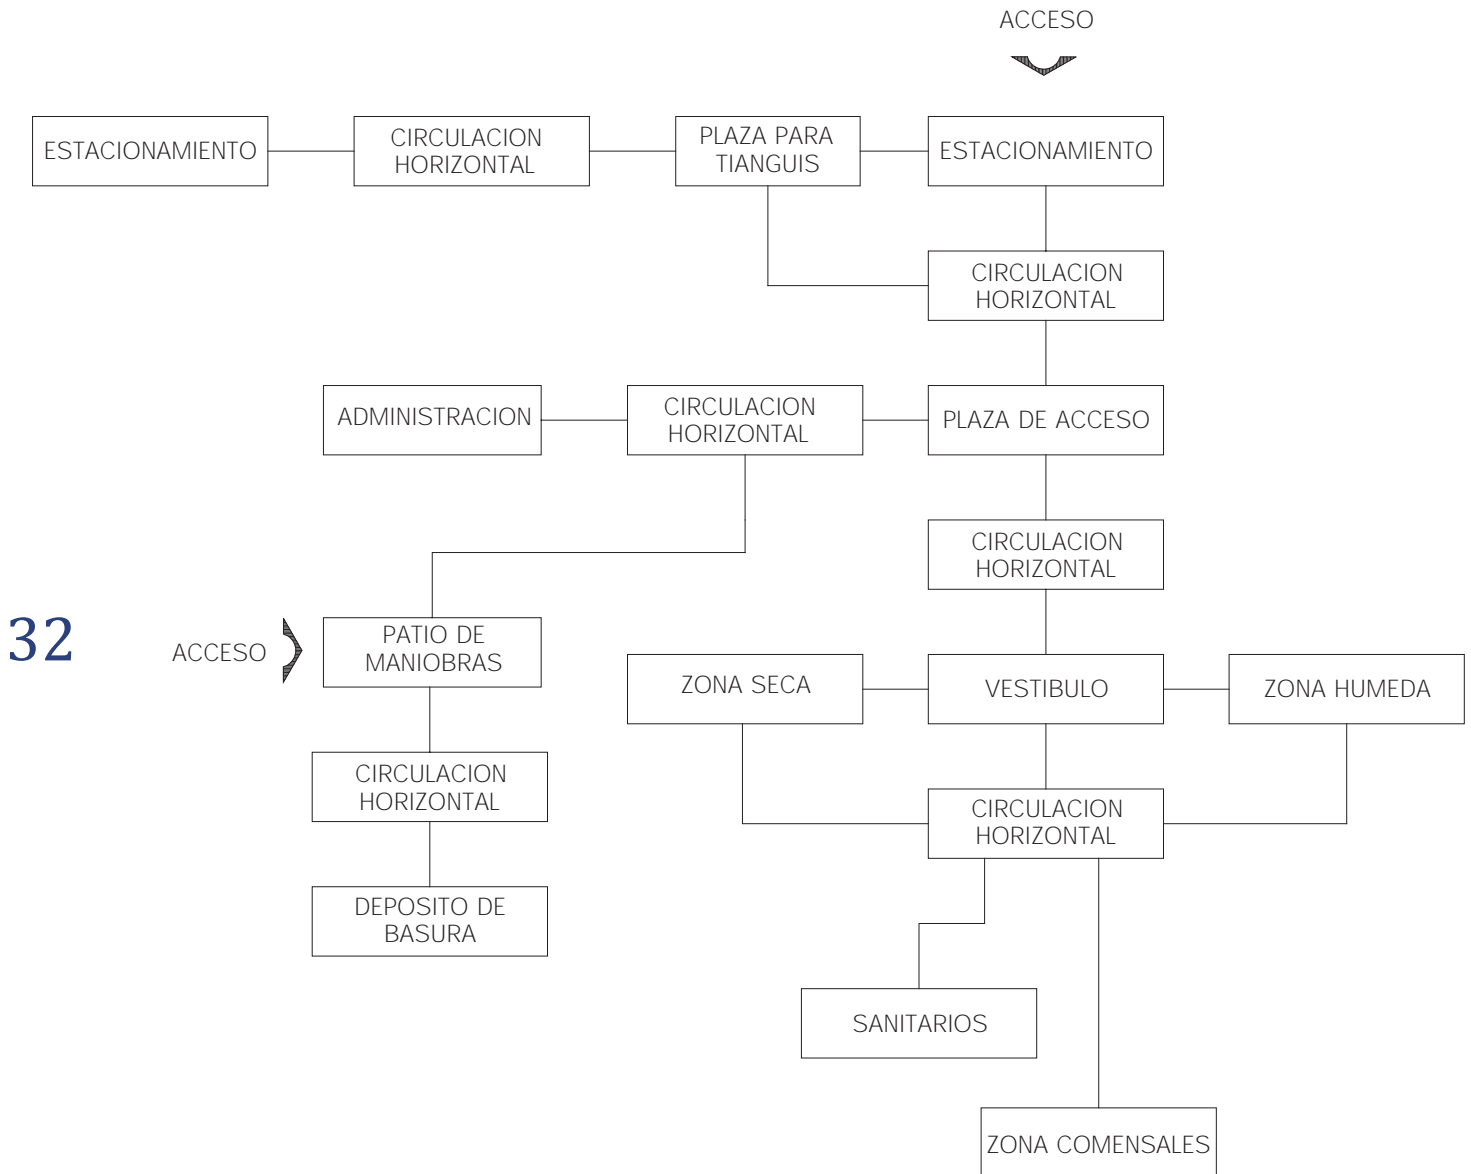 ACCESO
ESTACIONAMIENTO
CIRCULACION
HORIZONTAL
PLAZA PARA
TIANGUIS
ESTACIONAMIENTO
CIRCULACION
HORIZONTAL
ADMINISTRACION
CIRCULACION
HORIZONTAL
PLAZA DE ACCESO
CIRCULACION
HORIZONTAL
32
ACCESO
PATIO DE
MANIOBRAS
ZONA SECA
VESTIBULO
ZONA HUMEDA
CIRCULACION
HORIZONTAL
CIRCULACION
HORIZONTAL
DEPOSITO DE
BASURA
SANITARIOS
ZONA COMENSALES